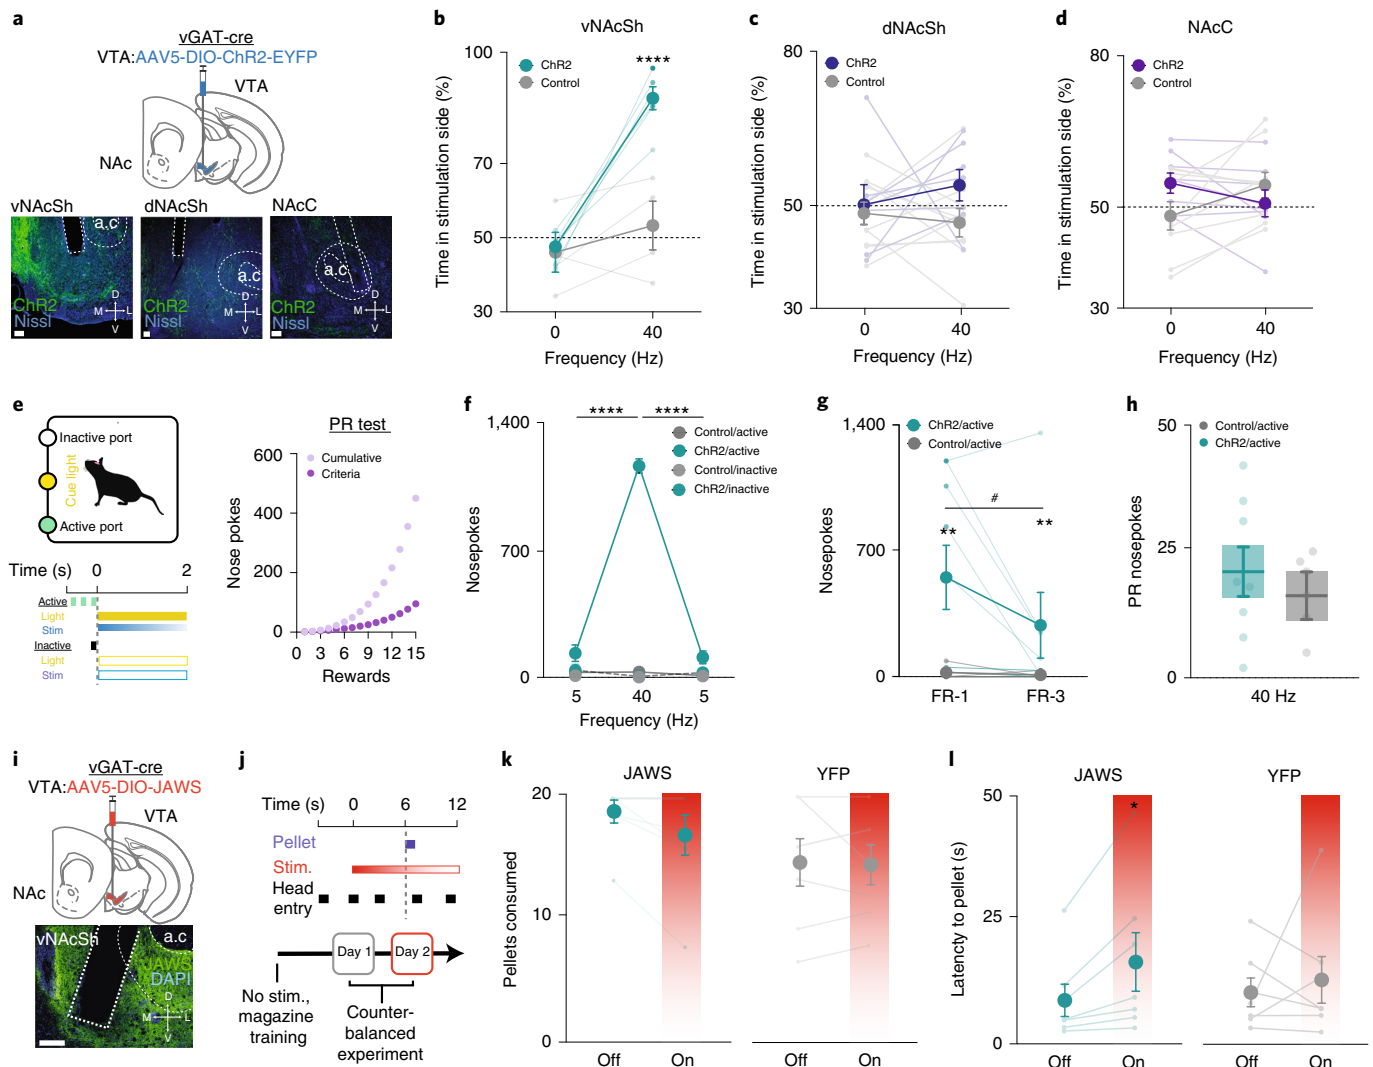 a
vGAT-cre
VTA:AAV5-DIO-ChR2-EYFP
VTA
NAc
vNAcSh
dNAcSh
NAcC
a.c
a.c
a.c
ChR2
Nissl
D
M
V
ChR2
Nissl
D
M
L
V
ChR2
Nissl
D
M
L
V
b
vNAcSh
Time in stimulation side (%)
100
70
50
30
ChR2
Control
****
0
40
Frequency (Hz)
c
dNAcSh
Time in stimulation side (%)
80
50
30
ChR2
Control
0
40
Frequency (Hz)
d
NAcC
Time in stimulation side (%)
80
50
30
ChR2
Control
0
40
Frequency (Hz)
e
Inactive port
Cue light
Active port
Time (s)
0
2
Active
Light
Stim
Inactive
Light
Stim
PR test
Nose pokes
600
400
200
0
Cumulative
Criteria
0 3 6 9 12 15
Rewards
f
Nosepokes
1,400
700
0
**** ****
Control/active
ChR2/active
Control/inactive
ChR2/inactive
5 40 5
Frequency (Hz)
g
Nosepokes
1,400
700
0
ChR2/active
Control/active
#
**
**
FR-1
FR-3
h
PR nosepokes
50
25
0
Control/active
ChR2/active
40 Hz
i
vGAT-cre
VTA:AAV5-DIO-JAWS
VTA
NAc
vNAcSh
a.c
JAWS
DAPI
D
M
L
V
j
Time (s)
0
6
12
Pellet
Stim.
Head
entry
Day 1
Day 2
No stim.,
magazine
training
Counter-
balanced
experiment
k
JAWS
YFP
Pellets consumed
20
10
0
Off
On
Off
On
l
JAWS
YFP
Latencty to pellet (s)
50
25
0
*
Off
On
Off
On